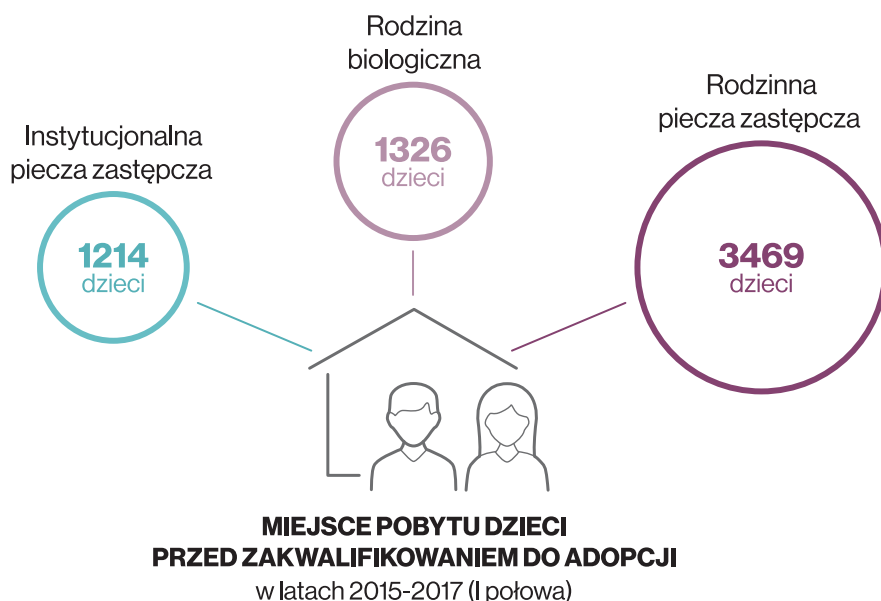 Instytucjonalna
piecza zastępcza
1214
dzieci
Rodzina
biologiczna
1326
dzieci
Rodzinna
piecza zastępcza
3469
dzieci
MIEJSCE POBYTU DZIECI
PRZED ZAKWALIFIKOWANIEM DO ADOPCJI
w latach 2015-2017 (I połowa)